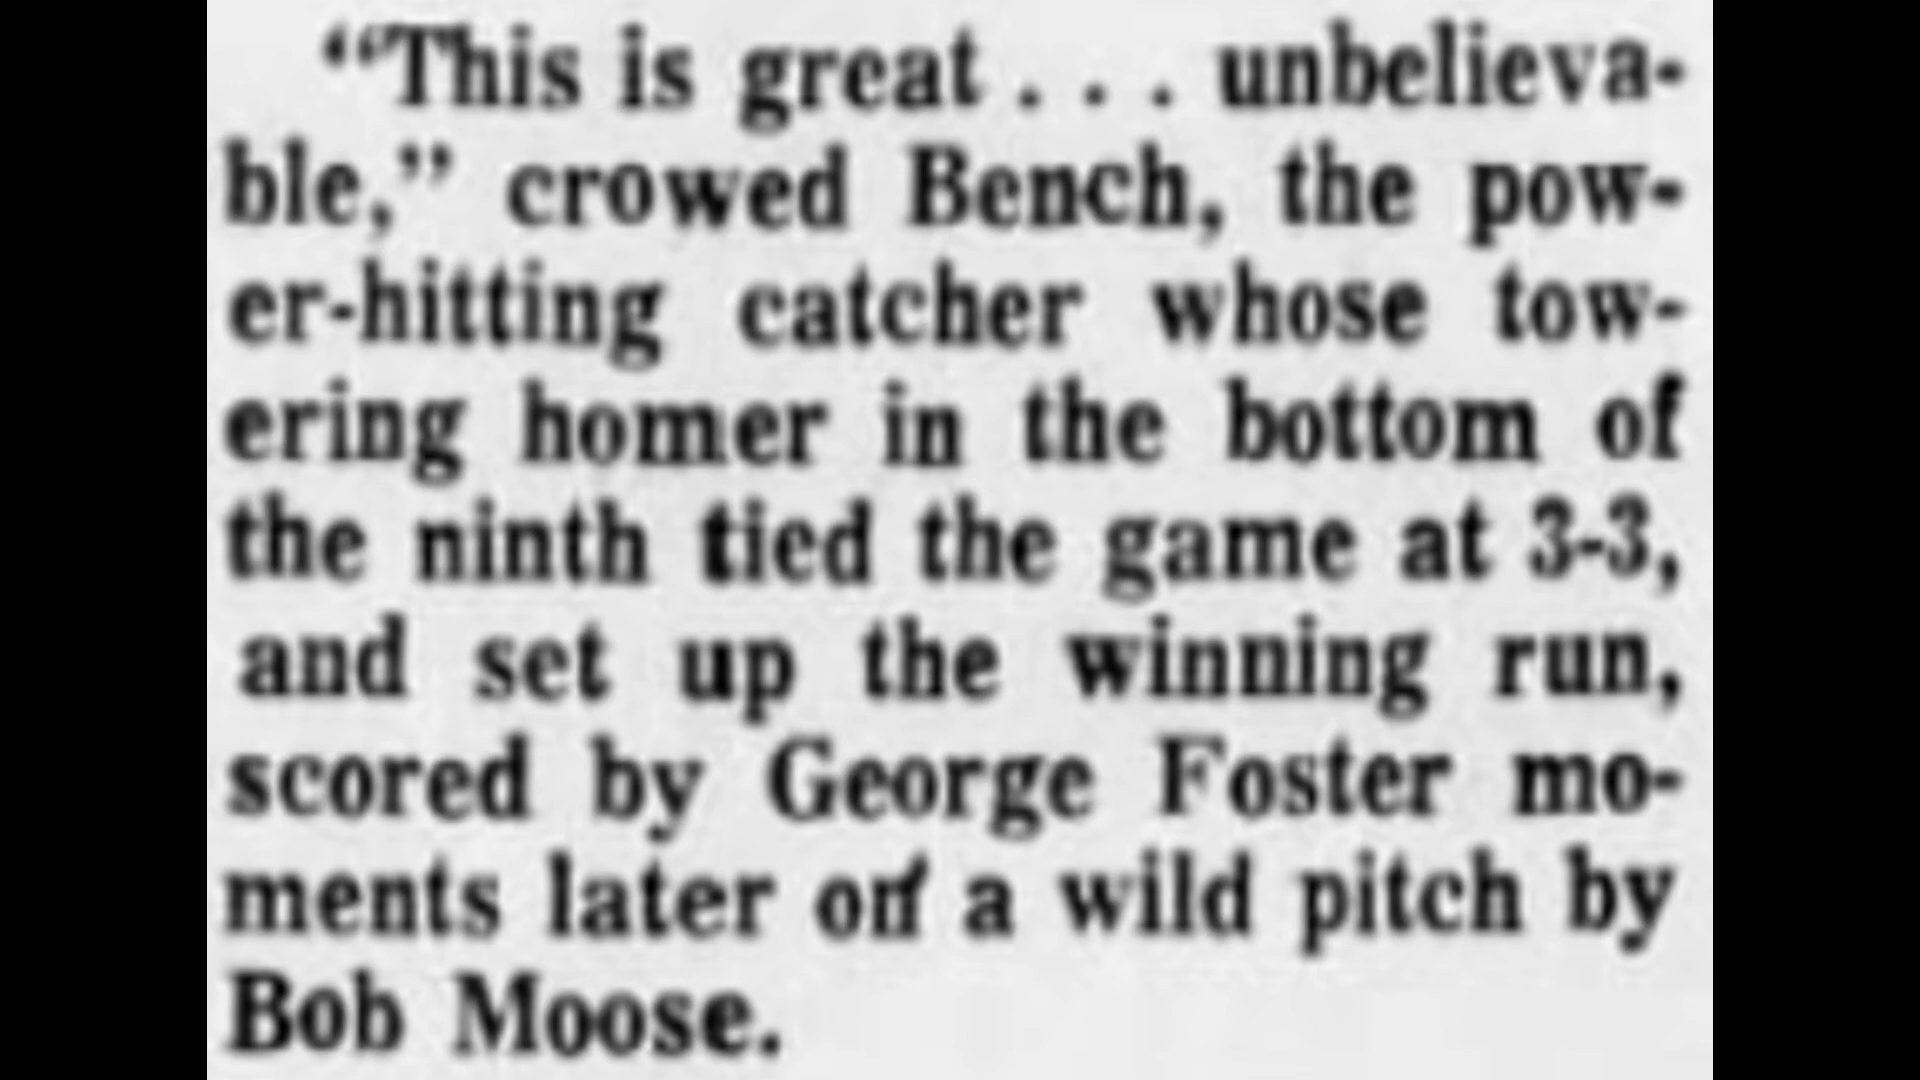 “This is great . . . unbelieva-
ble,” crowed Bench, the pow-
er-hitting catcher whose tow-
ering homer in the bottom of
the ninth tied the game at 3-3,
and set up the winning run,
scored by George Foster mo-
ments later on a wild pitch by
Bob Moose.